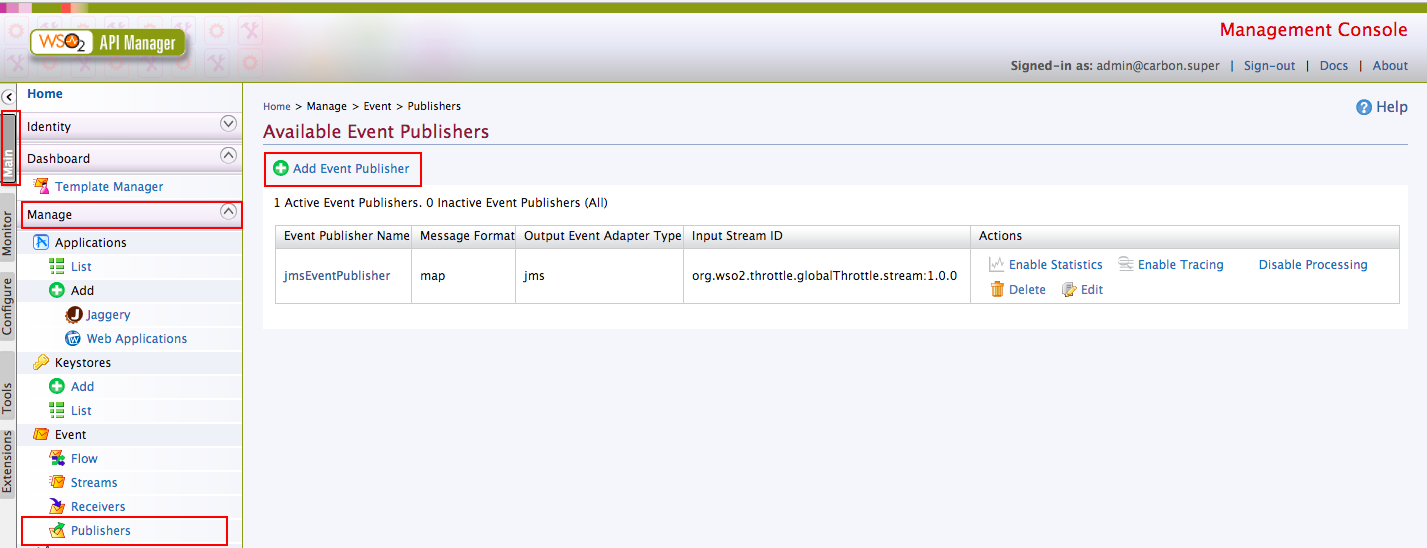 WSO2 API Manager
Management Console
Signed-in as: admin@carbon.super | Sign-out | Docs | About
Main
Monitor
Configure
Tools
Extensions
Home
Identity
Dashboard
Template Manager
Manage
Applications
List
Add
Jaggery
Web Applications
Keystores
Add
List
Event
Flow
Streams
Receivers
Publishers
Home > Manage > Event > Publishers
Help
Available Event Publishers
Add Event Publisher
1 Active Event Publishers. 0 Inactive Event Publishers (All)
Event Publisher Name Message Format Output Event Adapter Type Input Stream ID Actions
jmsEventPublisher map jms org.wso2.throttle.globalThrottle.stream:1.0.0 Enable Statistics Enable Tracing Disable Processing
Delete Edit